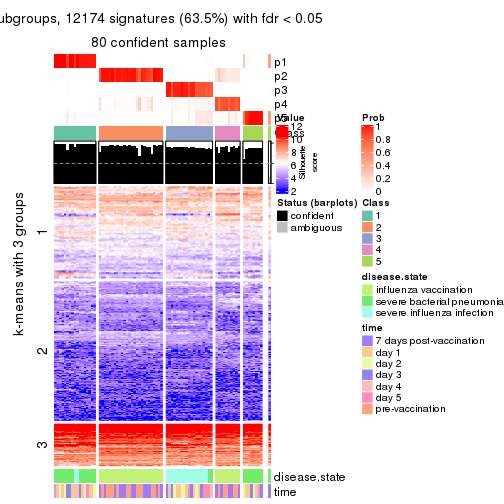 ubgroups, 12174 signatures (63.5%) with fdr < 0.05
80 confident samples
p1
p2
p3
p4
Class
k-means with 3 groups
1
2
3
Silhouette
score
disease.state
time
Value
12
10
8
6
4
2
Prob
1
0.8
0.6
0.4
0.2
0
Status (barplots)
confident
ambiguous
Class
1
2
3
4
5
disease.state
influenza vaccination
severe bacterial pneumonia
severe influenza infection
time
7 days post-vaccination
day 1
day 2
day 3
day 4
day 5
pre-vaccination